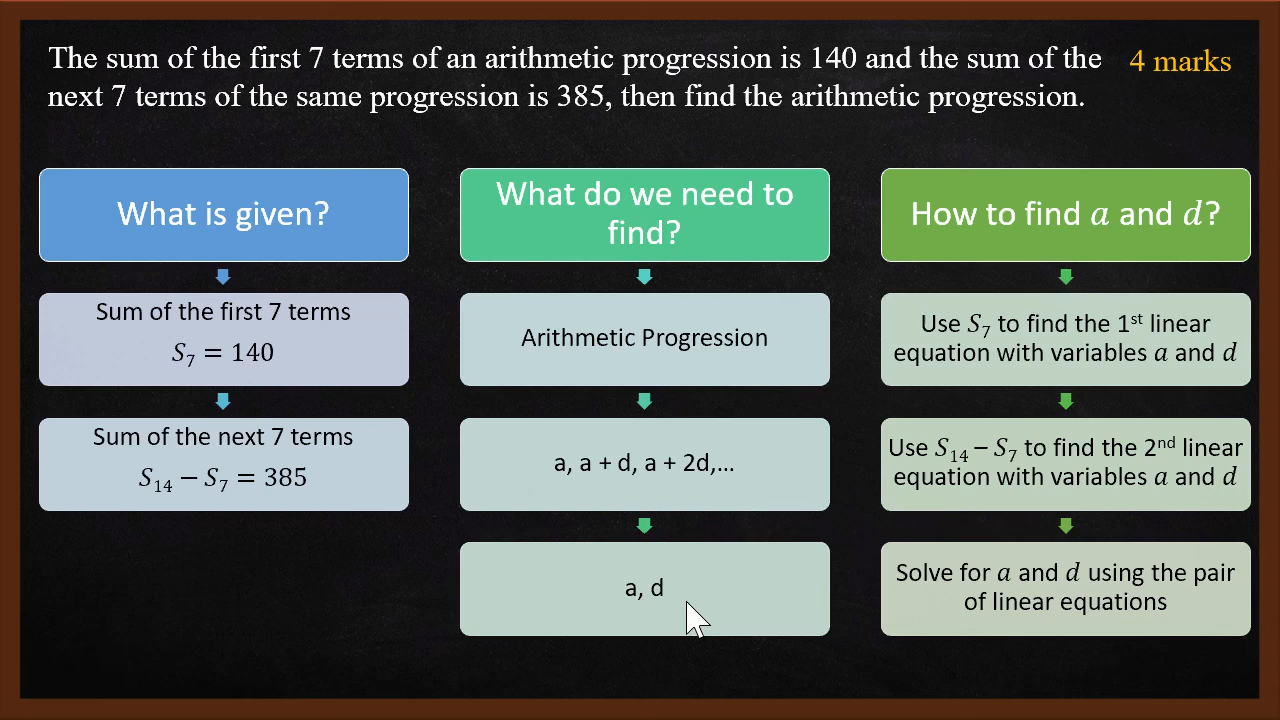 The sum of the first 7 terms of an arithmetic progression is 140 and the sum of the
next 7 terms of the same progression is 385, then find the arithmetic progression.
4 marks
What is given?
Sum of the first 7 terms
𝑆₇ = 140
Sum of the next 7 terms
𝑆₁₄ − 𝑆₇ = 385
What do we need to
find?
Arithmetic Progression
a, a + d, a + 2d,...
a, d
How to find 𝑎 and 𝑑?
Use 𝑆₇ to find the 1ˢᵗ linear
equation with variables 𝑎 and 𝑑
Use 𝑆₁₄ – 𝑆₇ to find the 2ⁿᵈ linear
equation with variables 𝑎 and 𝑑
Solve for 𝑎 and 𝑑 using the pair
of linear equations